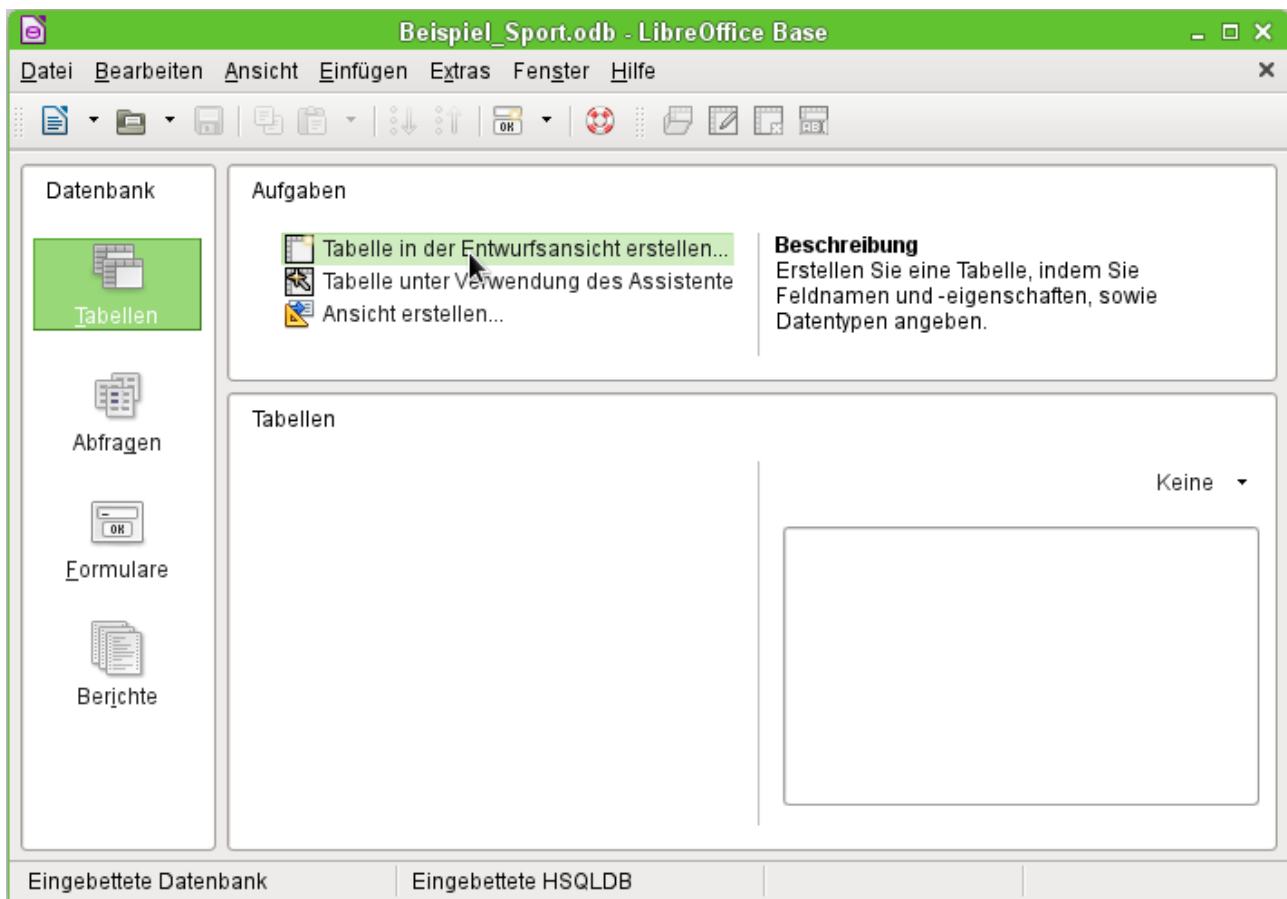 Beispiel_Sport.odb - LibreOffice Base
Datei Bearbeiten Ansicht Einfügen Extras Fenster Hilfe
OK
ABI
Datenbank
Tabellen
Abfragen
OK
Formulare
Berichte
Aufgaben
Tabelle in der Entwurfsansicht erstellen...
Tabelle unter Verwendung des Assistente
Ansicht erstellen...
Beschreibung
Erstellen Sie eine Tabelle, indem Sie
Feldnamen und -eigenschaften, sowie
Datentypen angeben.
Tabellen
Keine
Eingebettete Datenbank
Eingebettete HSQLDB